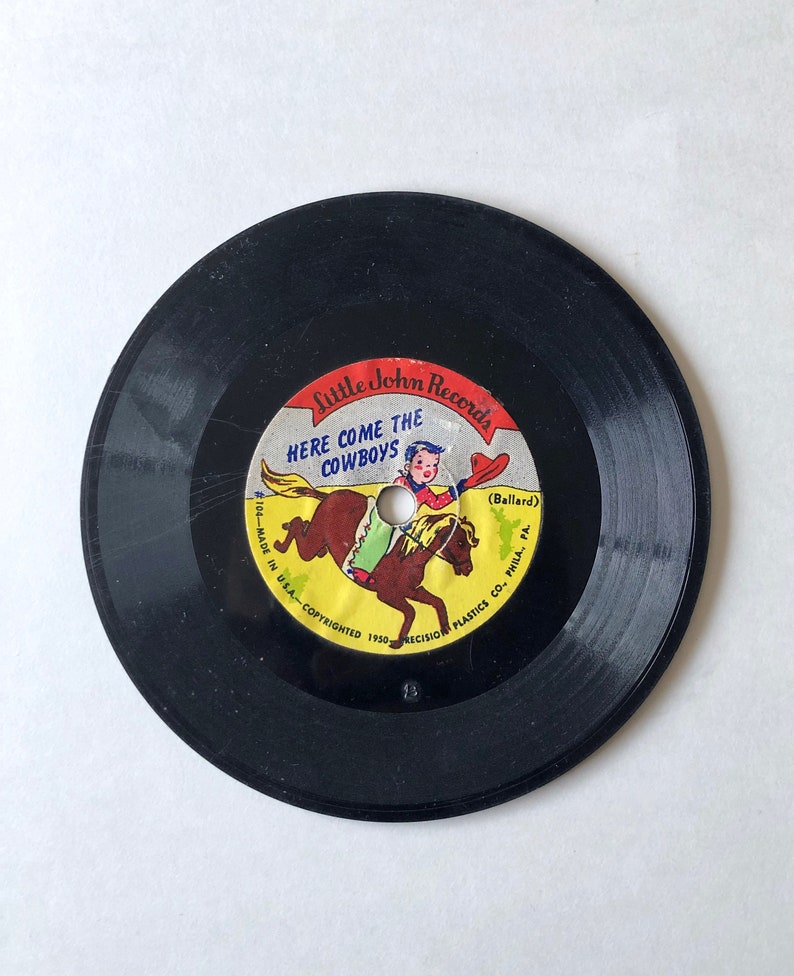 Little John Records
HERE COME THE
COWBOYS
(Ballard)
#104—MADE IN U.S.A.—COPYRIGHTED 1950—PRECISION PLASTICS CO., PHILA., PA.
B